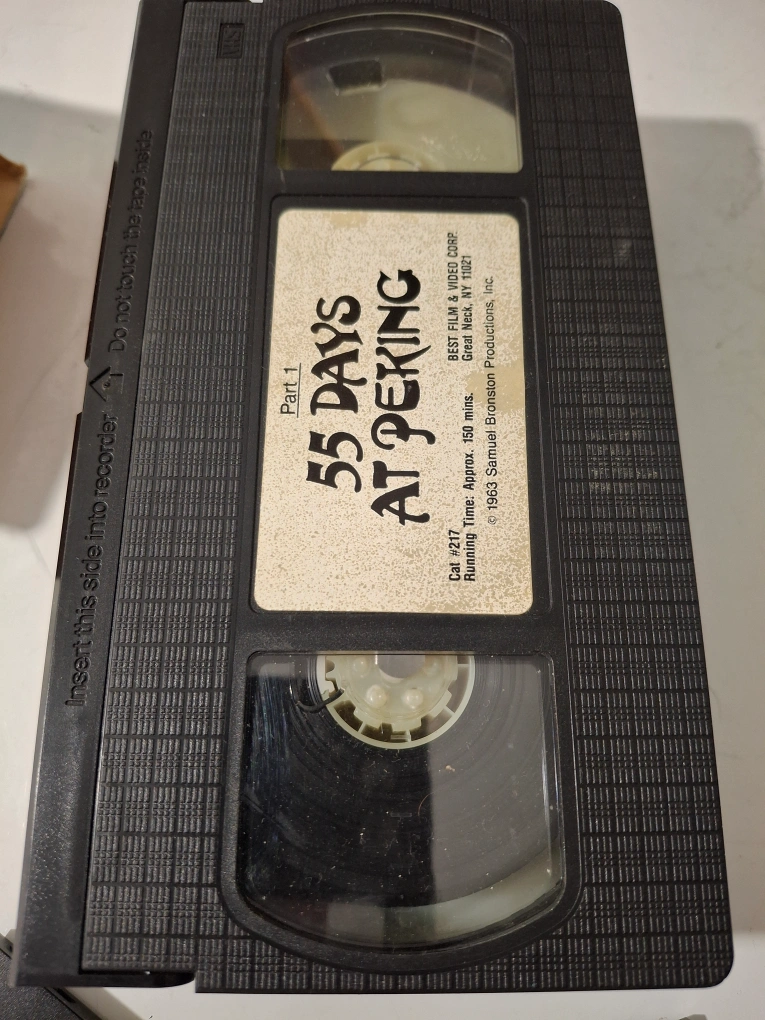 VHS
Insert this side into recorder Do not touch the tape inside
Part 1
55 DAYS
AT PEKING
Cat #217
Running Time: Approx. 150 mins.
BEST FILM & VIDEO CORP.
Great Neck, NY 11021
© 1963 Samuel Bronston Productions, Inc.